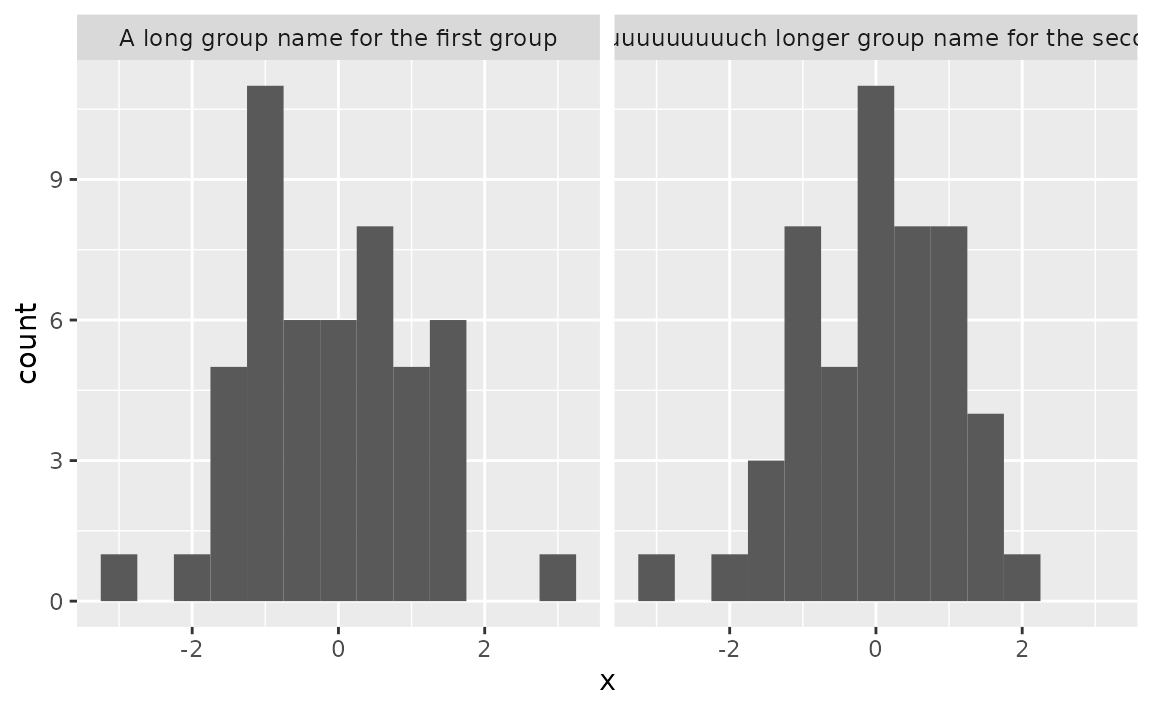 A long group name for the first group
uuuuuuuuuch longer group name for the seco
9
6
3
0
count
-2 0 2
-2 0 2
x